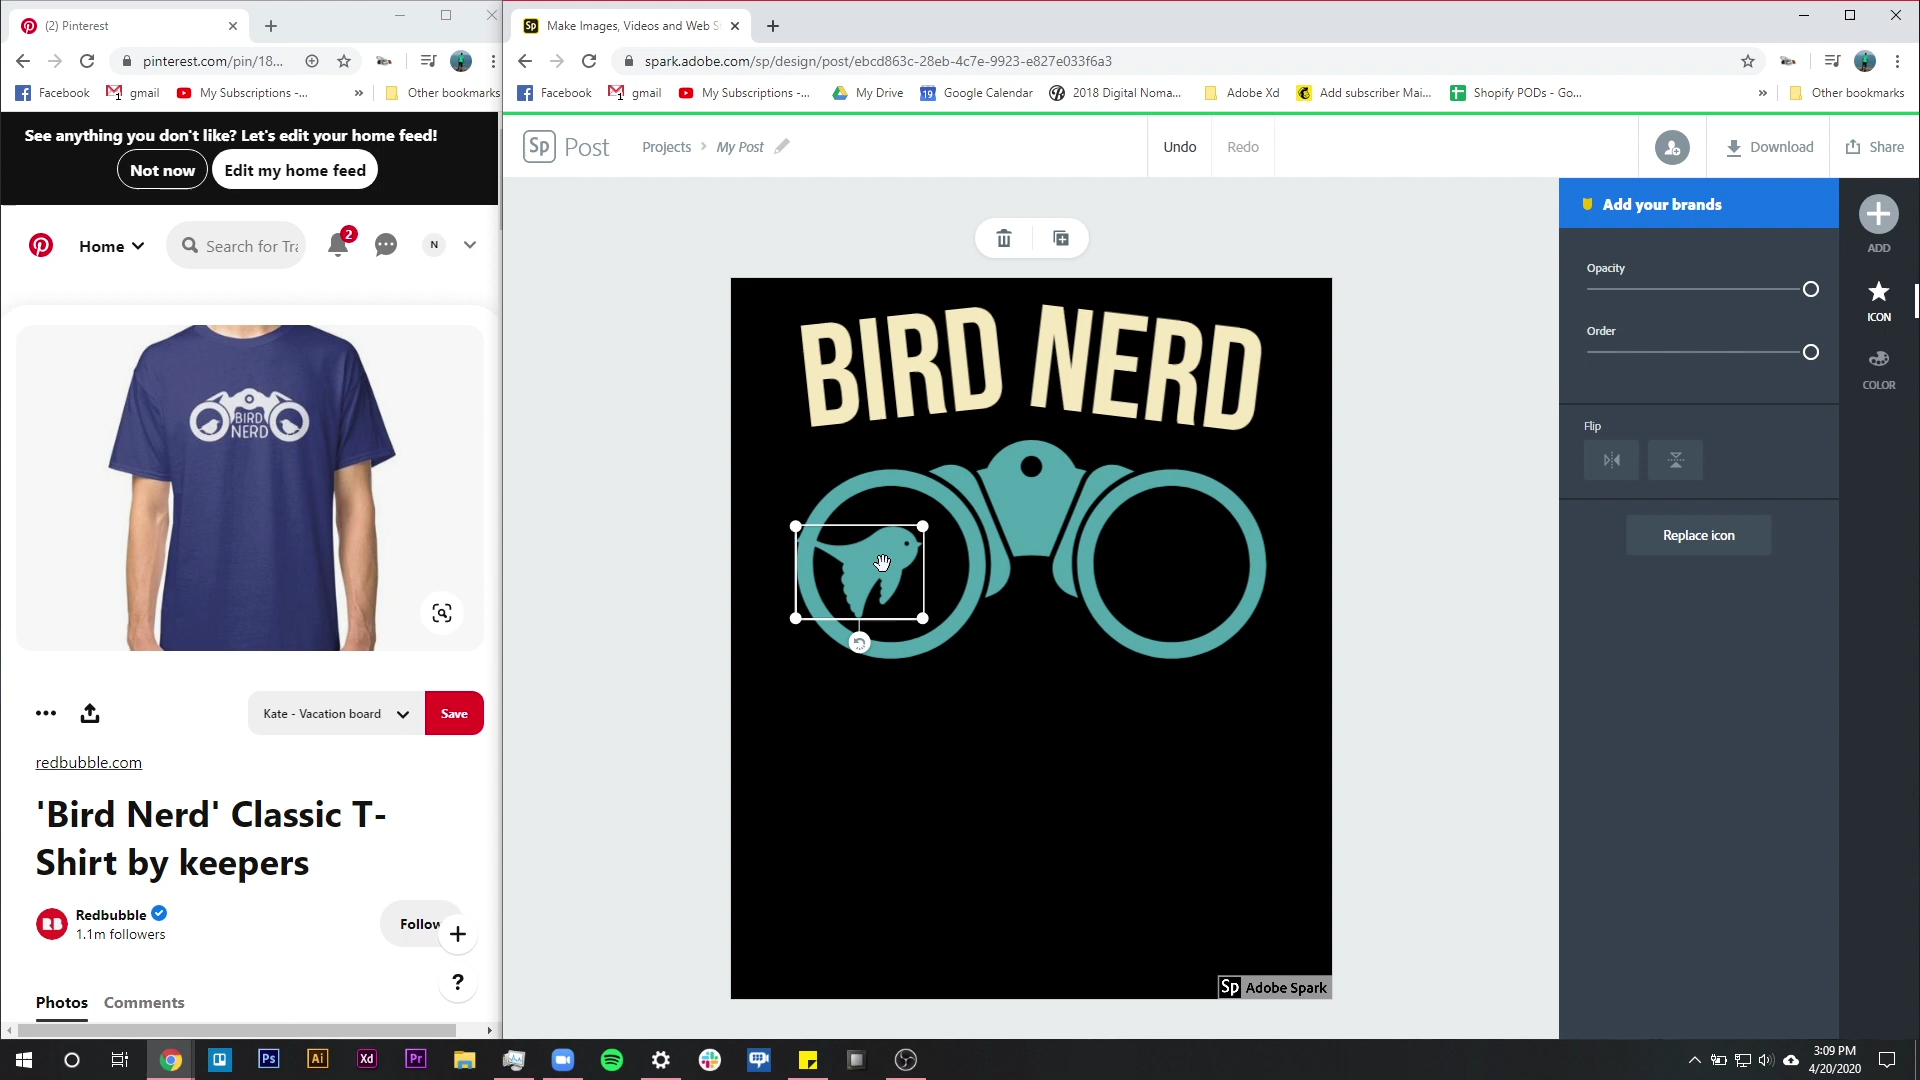 (2) Pinterest
Make Images, Videos and Web S
pinterest.com/pin/18...
spark.adobe.com/sp/design/post/ebcd863c-28eb-4c7e-9923-e827e033f6a3
Facebook
gmail
My Subscriptions -...
»
Other bookmarks
Facebook
gmail
My Subscriptions -...
My Drive
Google Calendar
2018 Digital Noma...
Adobe Xd
Add subscriber Mai...
Shopify PODs - Go...
»
Other bookmarks
See anything you don't like? Let's edit your home feed!
Not now
Edit my home feed
Sp Post
Projects > My Post
Undo
Redo
Download
Share
Home
Search for Tra
2
N
Add your brands
ADD
Opacity
ICON
Order
COLOR
Flip
Replace icon
BIRD NERD
BIRD
NERD
Kate - Vacation board
Save
redbubble.com
'Bird Nerd' Classic T-
Shirt by keepers
RB
Redbubble
1.1m followers
Follow
+
?
Photos
Comments
Sp Adobe Spark
Ps
Ai
Xd
Pr
3:09 PM
4/20/2020